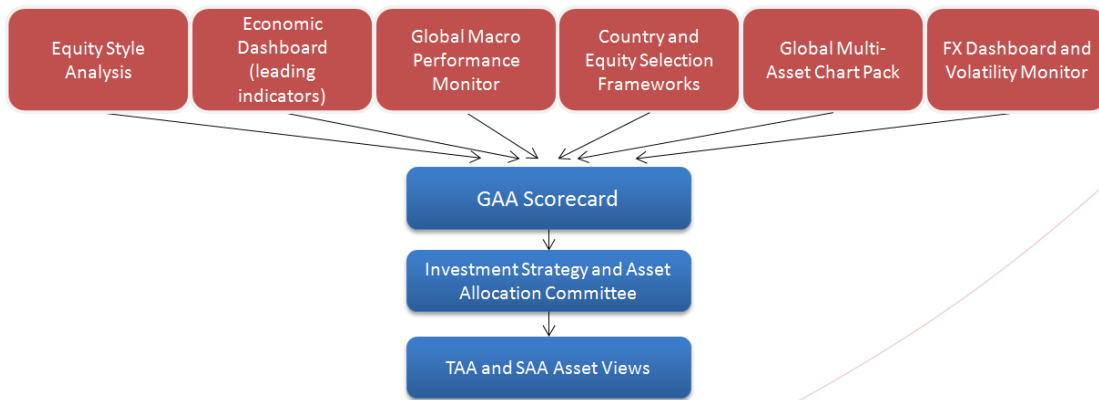 Equity Style
Analysis
Economic
Dashboard
(leading
indicators)
Global Macro
Performance
Monitor
Country and
Equity Selection
Frameworks
Global Multi-
Asset Chart Pack
FX Dashboard and
Volatility Monitor
GAA Scorecard
Investment Strategy and Asset
Allocation Committee
TAA and SAA Asset Views